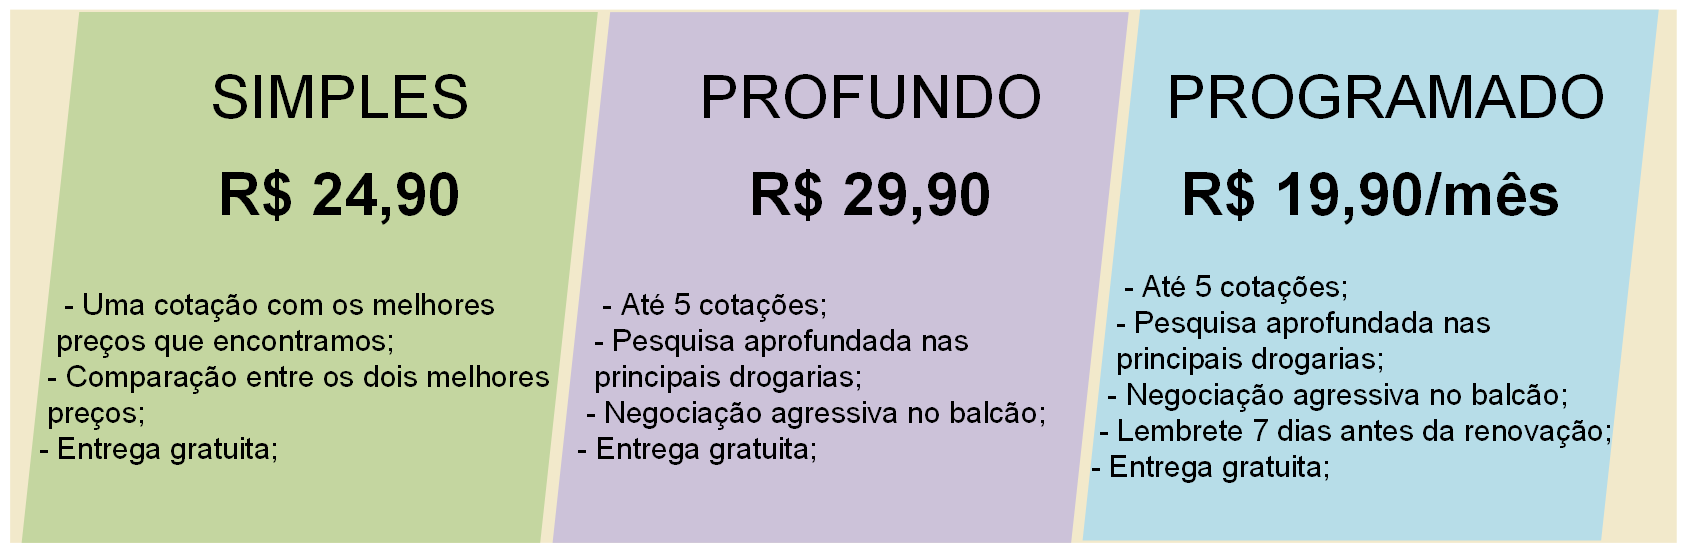 SIMPLES
R$ 24,90
- Uma cotação com os melhores
preços que encontramos;
- Comparação entre os dois melhores
preços;
- Entrega gratuita;
PROFUNDO
R$ 29,90
- Até 5 cotações;
- Pesquisa aprofundada nas
principais drogarias;
- Negociação agressiva no balcão;
- Entrega gratuita;
PROGRAMADO
R$ 19,90/mês
- Até 5 cotações;
- Pesquisa aprofundada nas
principais drogarias;
- Negociação agressiva no balcão;
- Lembrete 7 dias antes da renovação;
- Entrega gratuita;